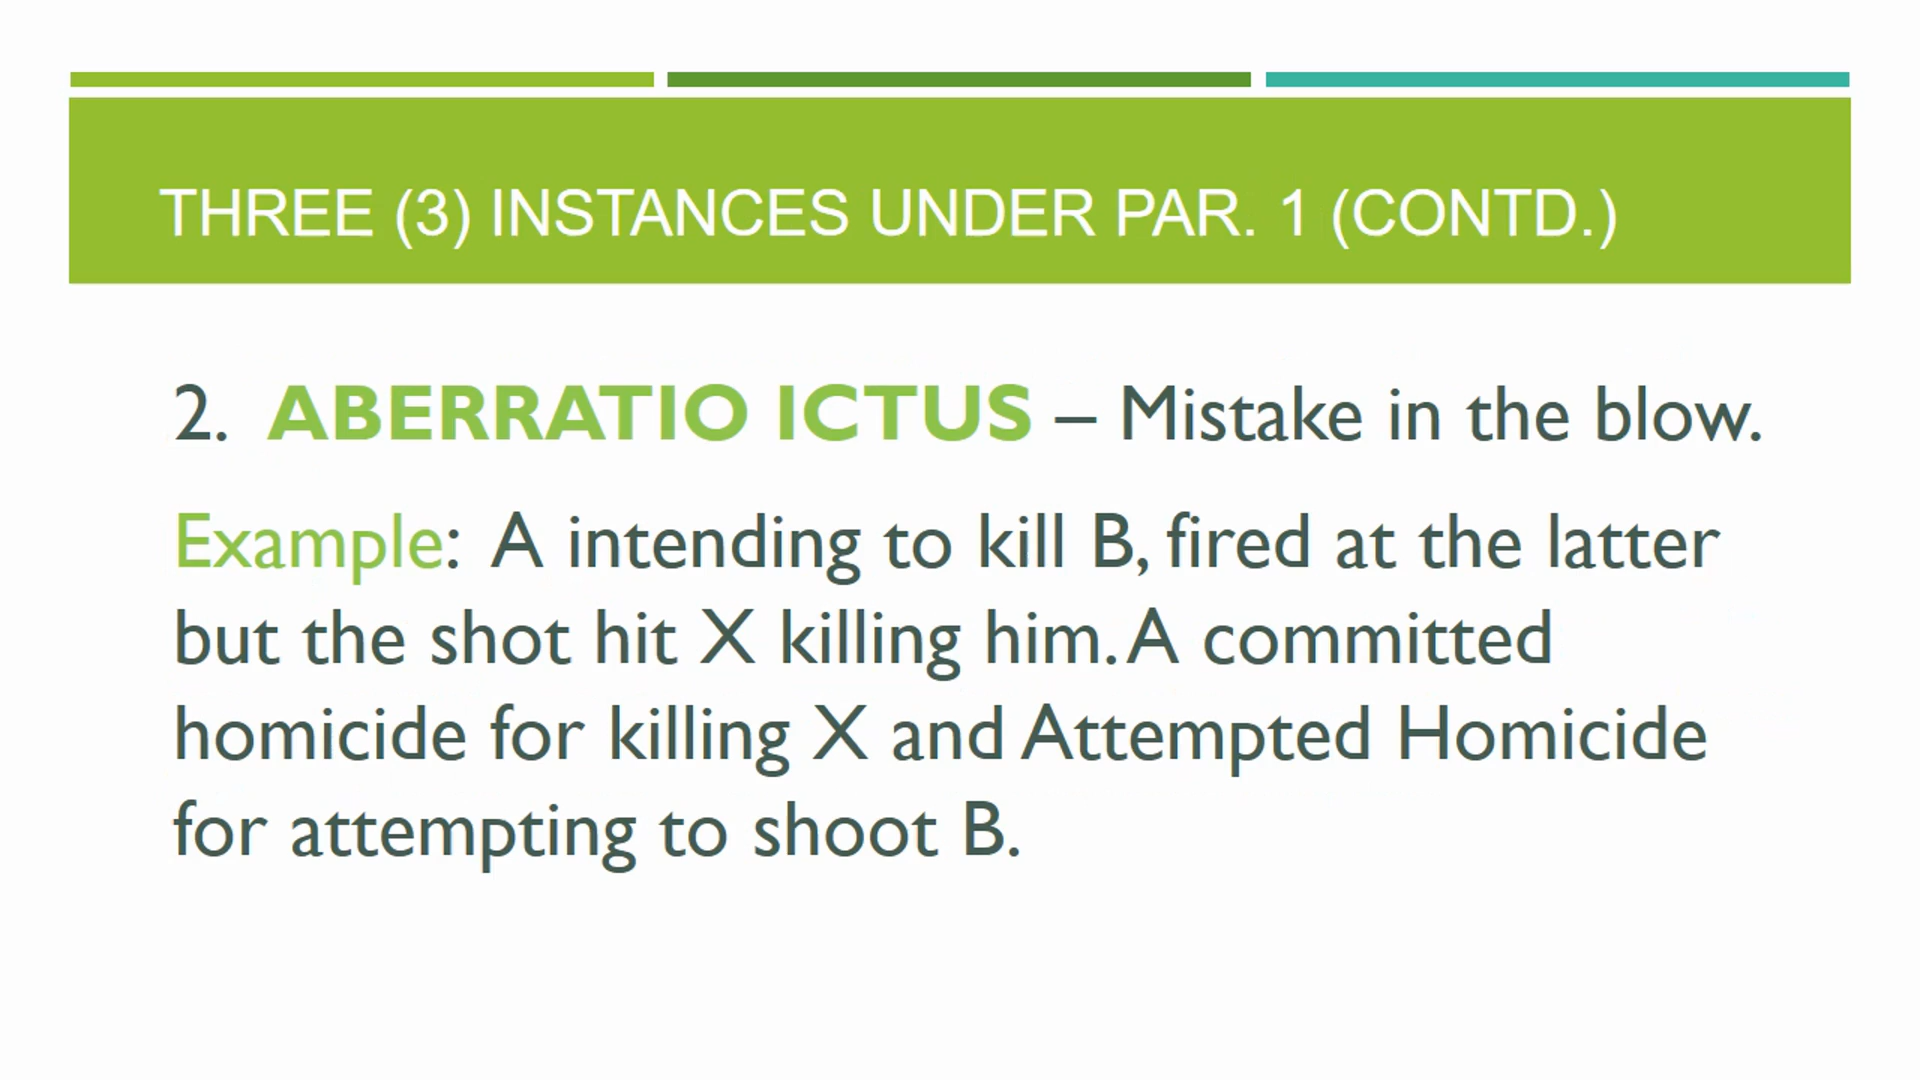 THREE (3) INSTANCES UNDER PAR. 1 (CONTD.)
2. ABERRATIO ICTUS – Mistake in the blow.
Example: A intending to kill B, fired at the latter
but the shot hit X killing him. A committed
homicide for killing X and Attempted Homicide
for attempting to shoot B.